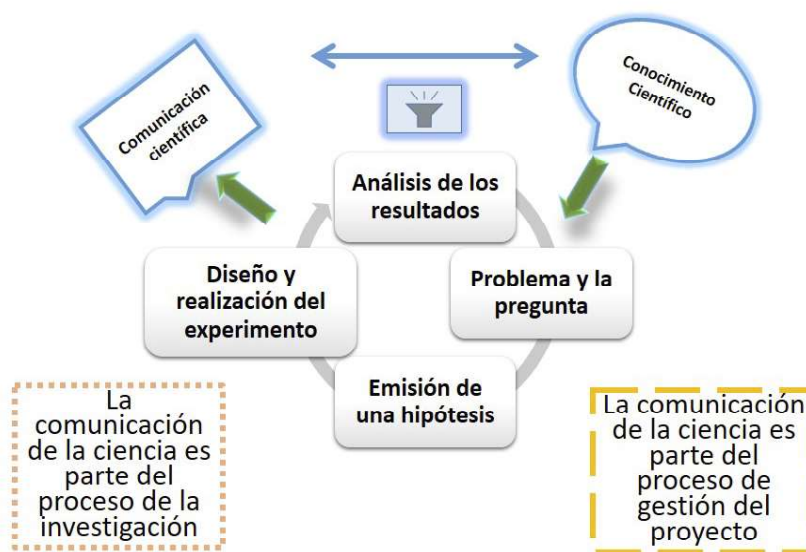 Comunicación
científica
Conocimiento
Científico
Análisis de los
resultados
Diseño y
realización del
experimento
Problema y la
pregunta
Emisión de
una hipótesis
La
comunicación
de la ciencia es
parte del
proceso de la
investigación
La comunicación
de la ciencia es
parte del
proceso de
gestión del
proyecto